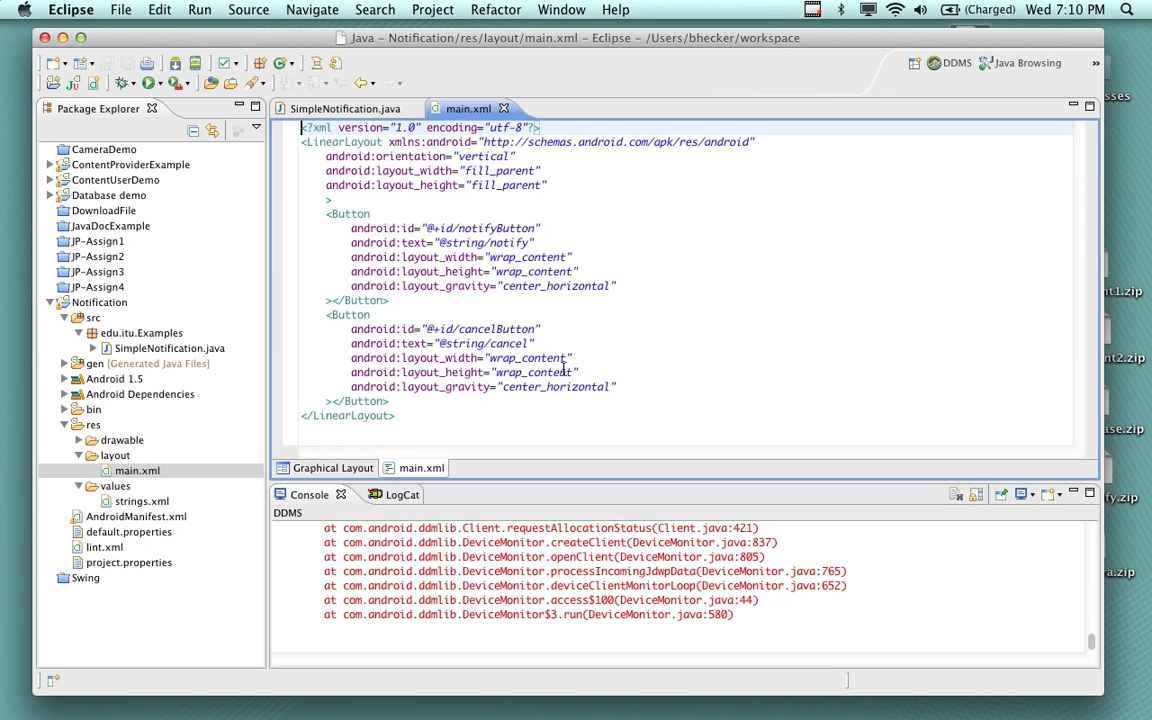 Eclipse File Edit Run Source Navigate Search Project Refactor Window Help (Charged) Wed 7:10 PM
Java – Notification/res/layout/main.xml – Eclipse – /Users/bhecker/workspace
DDMS Java Browsing »
Package Explorer
CameraDemo
ContentProviderExample
ContentUserDemo
Database demo
DownloadFile
JavaDocExample
JP-Assign1
JP-Assign2
JP-Assign3
JP-Assign4
Notification
src
edu.itu.Examples
SimpleNotification.java
gen [Generated Java Files]
Android 1.5
Android Dependencies
bin
res
drawable
layout
main.xml
values
strings.xml
AndroidManifest.xml
default.properties
lint.xml
project.properties
Swing
SimpleNotification.java main.xml
<?xml version="1.0" encoding="utf-8"?>
<LinearLayout xmlns:android="http://schemas.android.com/apk/res/android"
android:orientation="vertical"
android:layout_width="fill_parent"
android:layout_height="fill_parent"
>
<Button
android:id="@+id/notifyButton"
android:text="@string/notify"
android:layout_width="wrap_content"
android:layout_height="wrap_content"
android:layout_gravity="center_horizontal"
></Button>
<Button
android:id="@+id/cancelButton"
android:text="@string/cancel"
android:layout_width="wrap_content"
android:layout_height="wrap_content"
android:layout_gravity="center_horizontal"
></Button>
</LinearLayout>
Graphical Layout main.xml
Console LogCat
DDMS
at com.android.ddmlib.Client.requestAllocationStatus(Client.java:421)
at com.android.ddmlib.DeviceMonitor.createClient(DeviceMonitor.java:837)
at com.android.ddmlib.DeviceMonitor.openClient(DeviceMonitor.java:805)
at com.android.ddmlib.DeviceMonitor.processIncomingJdwpData(DeviceMonitor.java:765)
at com.android.ddmlib.DeviceMonitor.deviceClientMonitorLoop(DeviceMonitor.java:652)
at com.android.ddmlib.DeviceMonitor.access$100(DeviceMonitor.java:44)
at com.android.ddmlib.DeviceMonitor$3.run(DeviceMonitor.java:580)
esses
nt1.zip
nt2.zip
ase.zip
fy.zip
va.zip